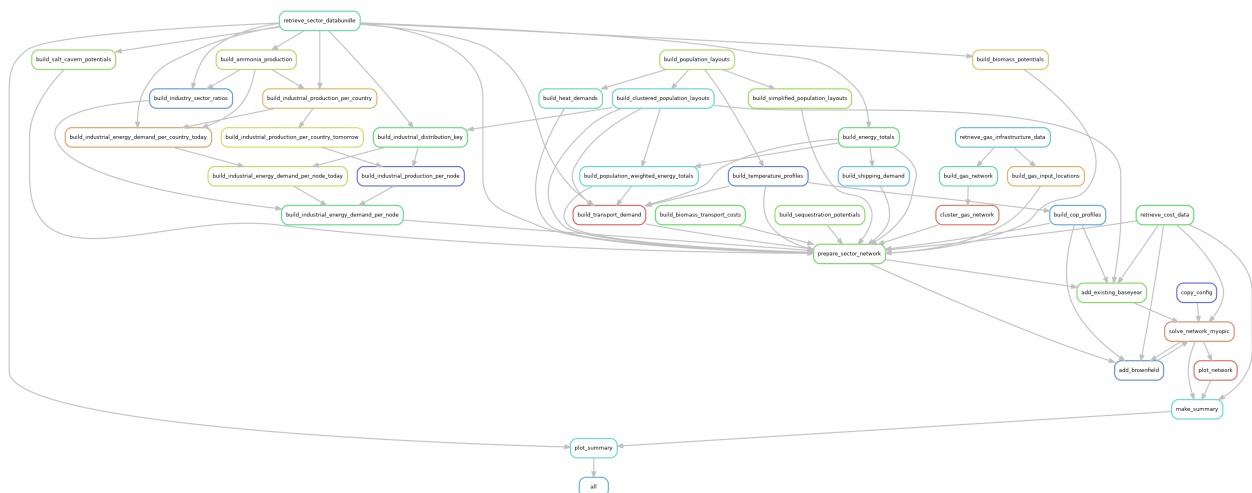 retrieve_sector_databundle
build_salt_cavern_potentials
build_ammonia_production
build_population_layouts
build_biomass_potentials
build_industry_sector_ratios
build_industrial_production_per_country
build_heat_demands
build_clustered_population_layouts
build_simplified_population_layouts
build_industrial_energy_demand_per_country_today
build_industrial_production_per_country_tomorrow
build_industrial_distribution_key
build_energy_totals
retrieve_gas_infrastructure_data
build_industrial_energy_demand_per_node_today
build_industrial_production_per_node
build_population_weighted_energy_totals
build_temperature_profiles
build_shipping_demand
build_gas_network
build_gas_input_locations
build_industrial_energy_demand_per_node
build_transport_demand
build_biomass_transport_costs
build_sequestration_potentials
cluster_gas_network
build_cop_profiles
retrieve_cost_data
prepare_sector_network
add_existing_baseyear
copy_config
solve_network_myopic
add_brownfield
plot_network
make_summary
plot_summary
all